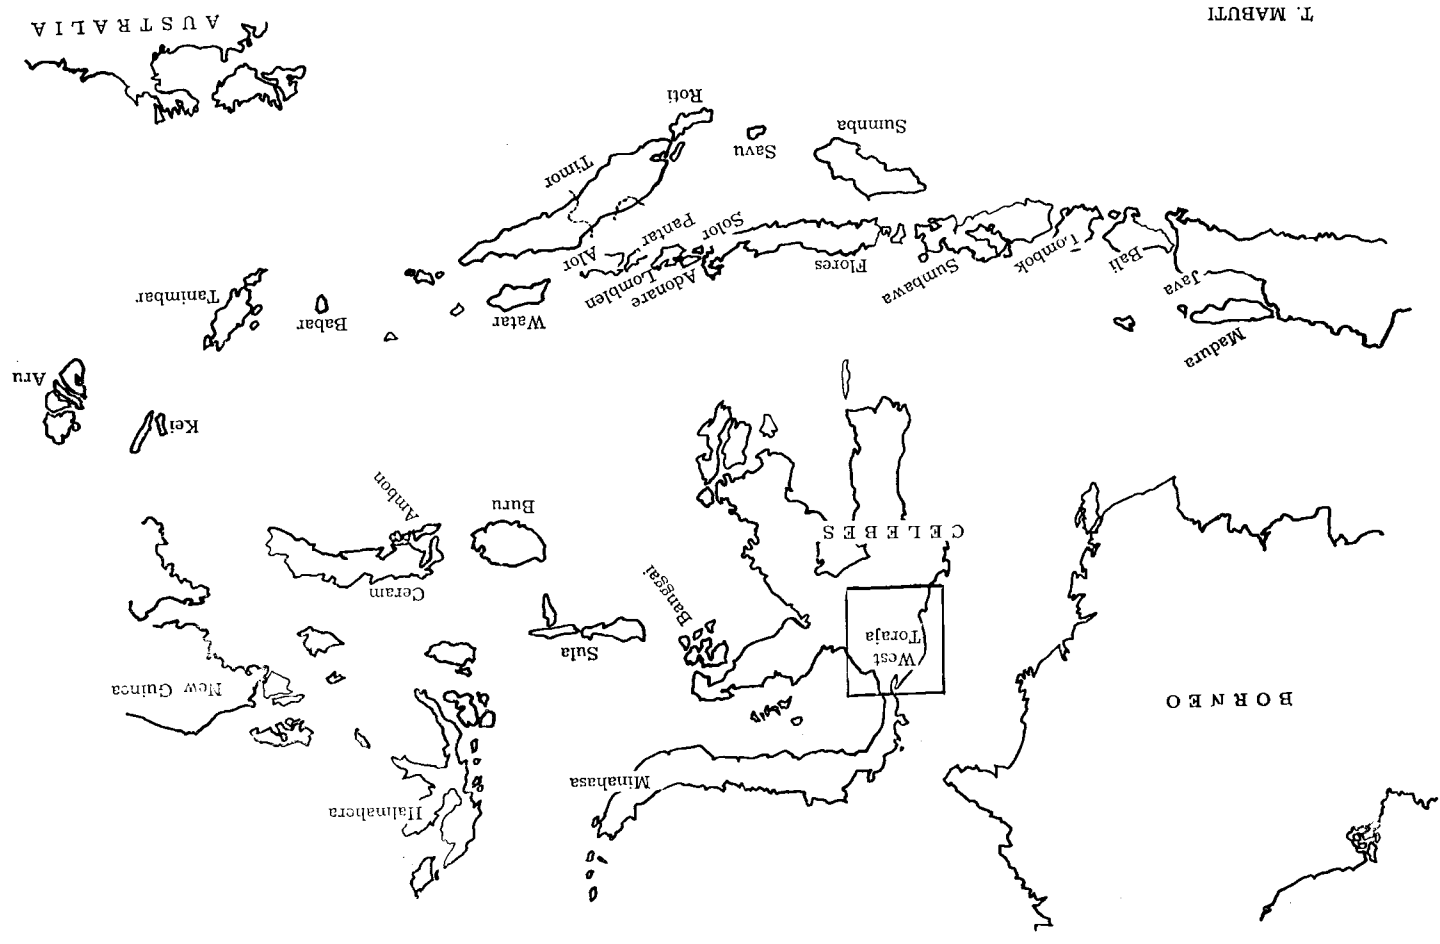 Halmahera
Minahasa
BORNEO
New Guinea
West
Toraja
Sula
Banggai
Ceram
CELEBES
Buru
Ambon
Kei
Aru
Madura
Java
Bali
Lombok
Sumbawa
Flores
Adonare
Lomblen
Solor
Pantar
Alor
Watar
Babar
Tanimbar
Timor
Sumnba
Savu
Roti
T. MABUTI
AUSTRALIA